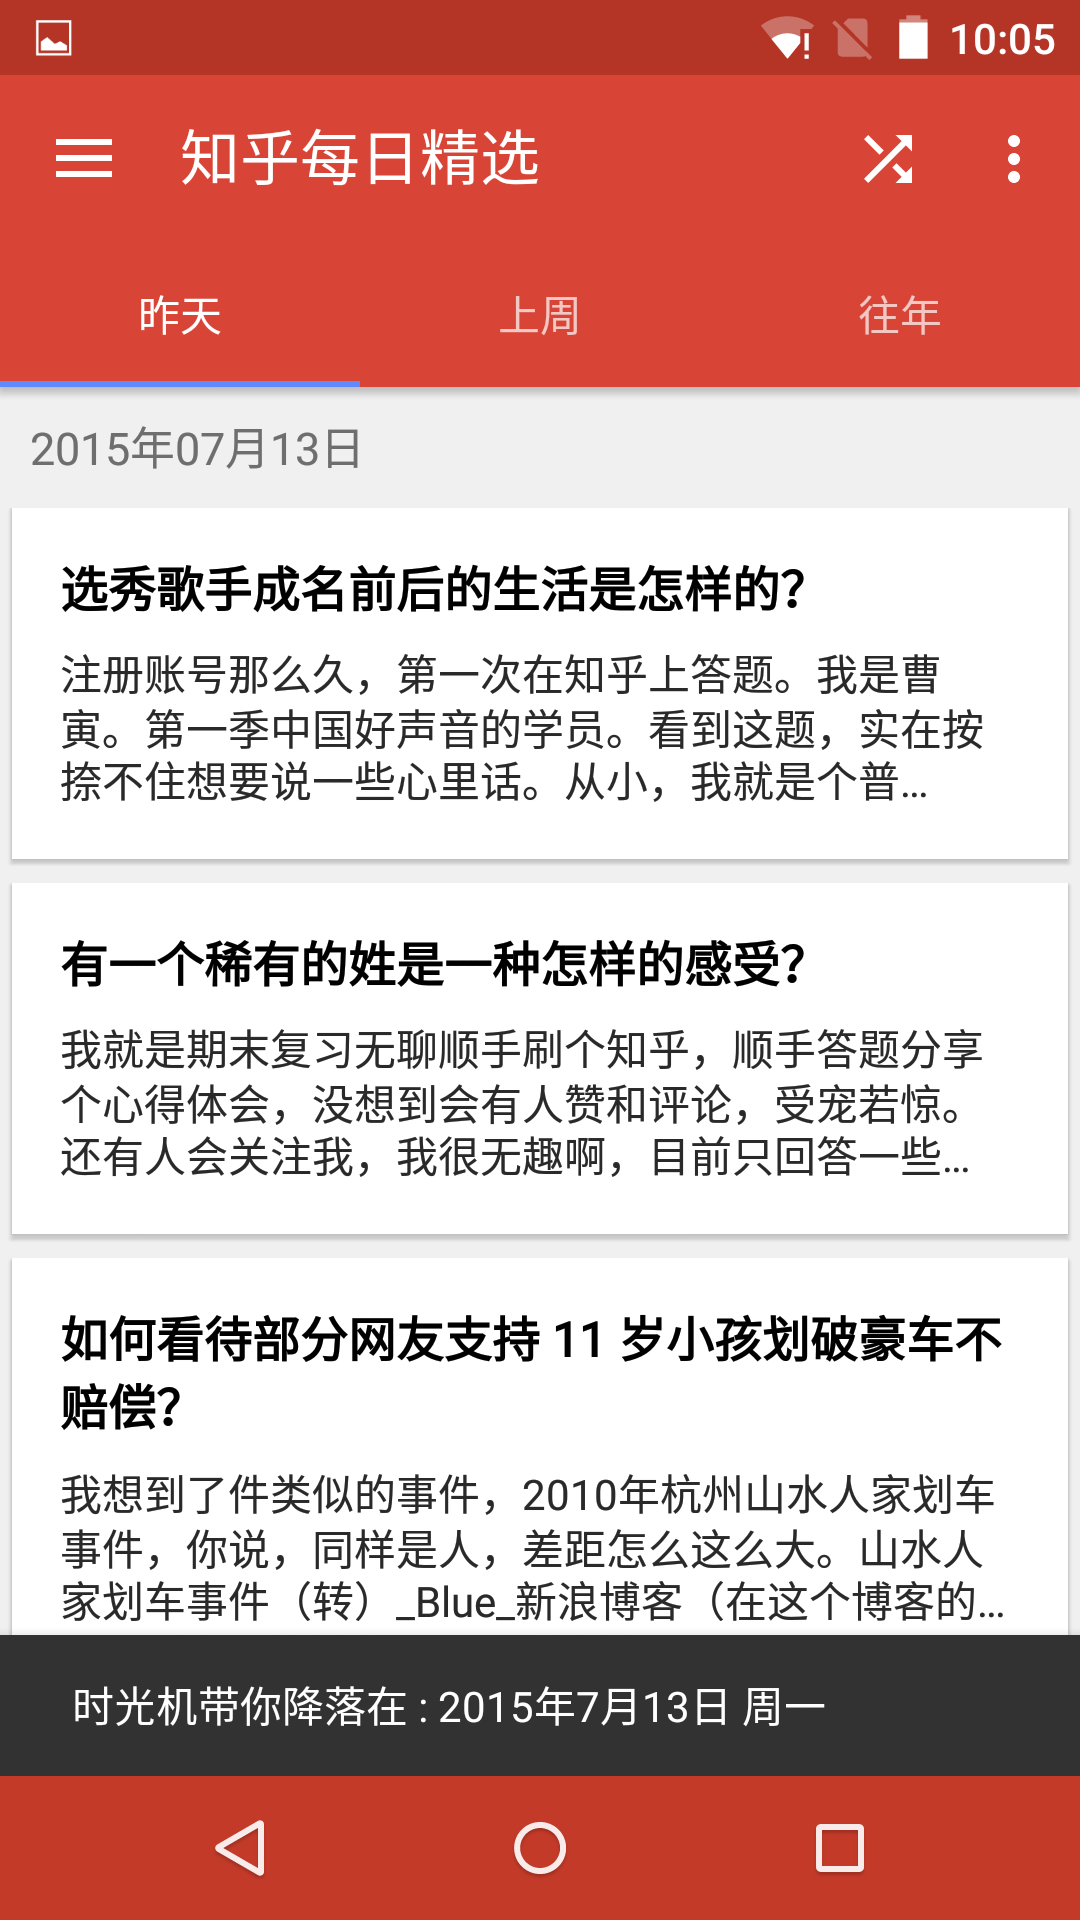 10:05
知乎每日精选
昨天
上周
往年
2015年07月13日
选秀歌手成名前后的生活是怎样的？
注册账号那么久，第一次在知乎上答题。我是曹
寅。第一季中国好声音的学员。看到这题，实在按
捺不住想要说一些心里话。从小，我就是个普...
有一个稀有的姓是一种怎样的感受？
我就是期末复习无聊顺手刷个知乎，顺手答题分享
个心得体会，没想到会有人赞和评论，受宠若惊。
还有人会关注我，我很无趣啊，目前只回答一些...
如何看待部分网友支持 11 岁小孩划破豪车不
赔偿？
我想到了件类似的事件，2010年杭州山水人家划车
事件，你说，同样是人，差距怎么这么大。山水人
家划车事件（转）_Blue_新浪博客（在这个博客的...
时光机带你降落在 : 2015年7月13日 周一